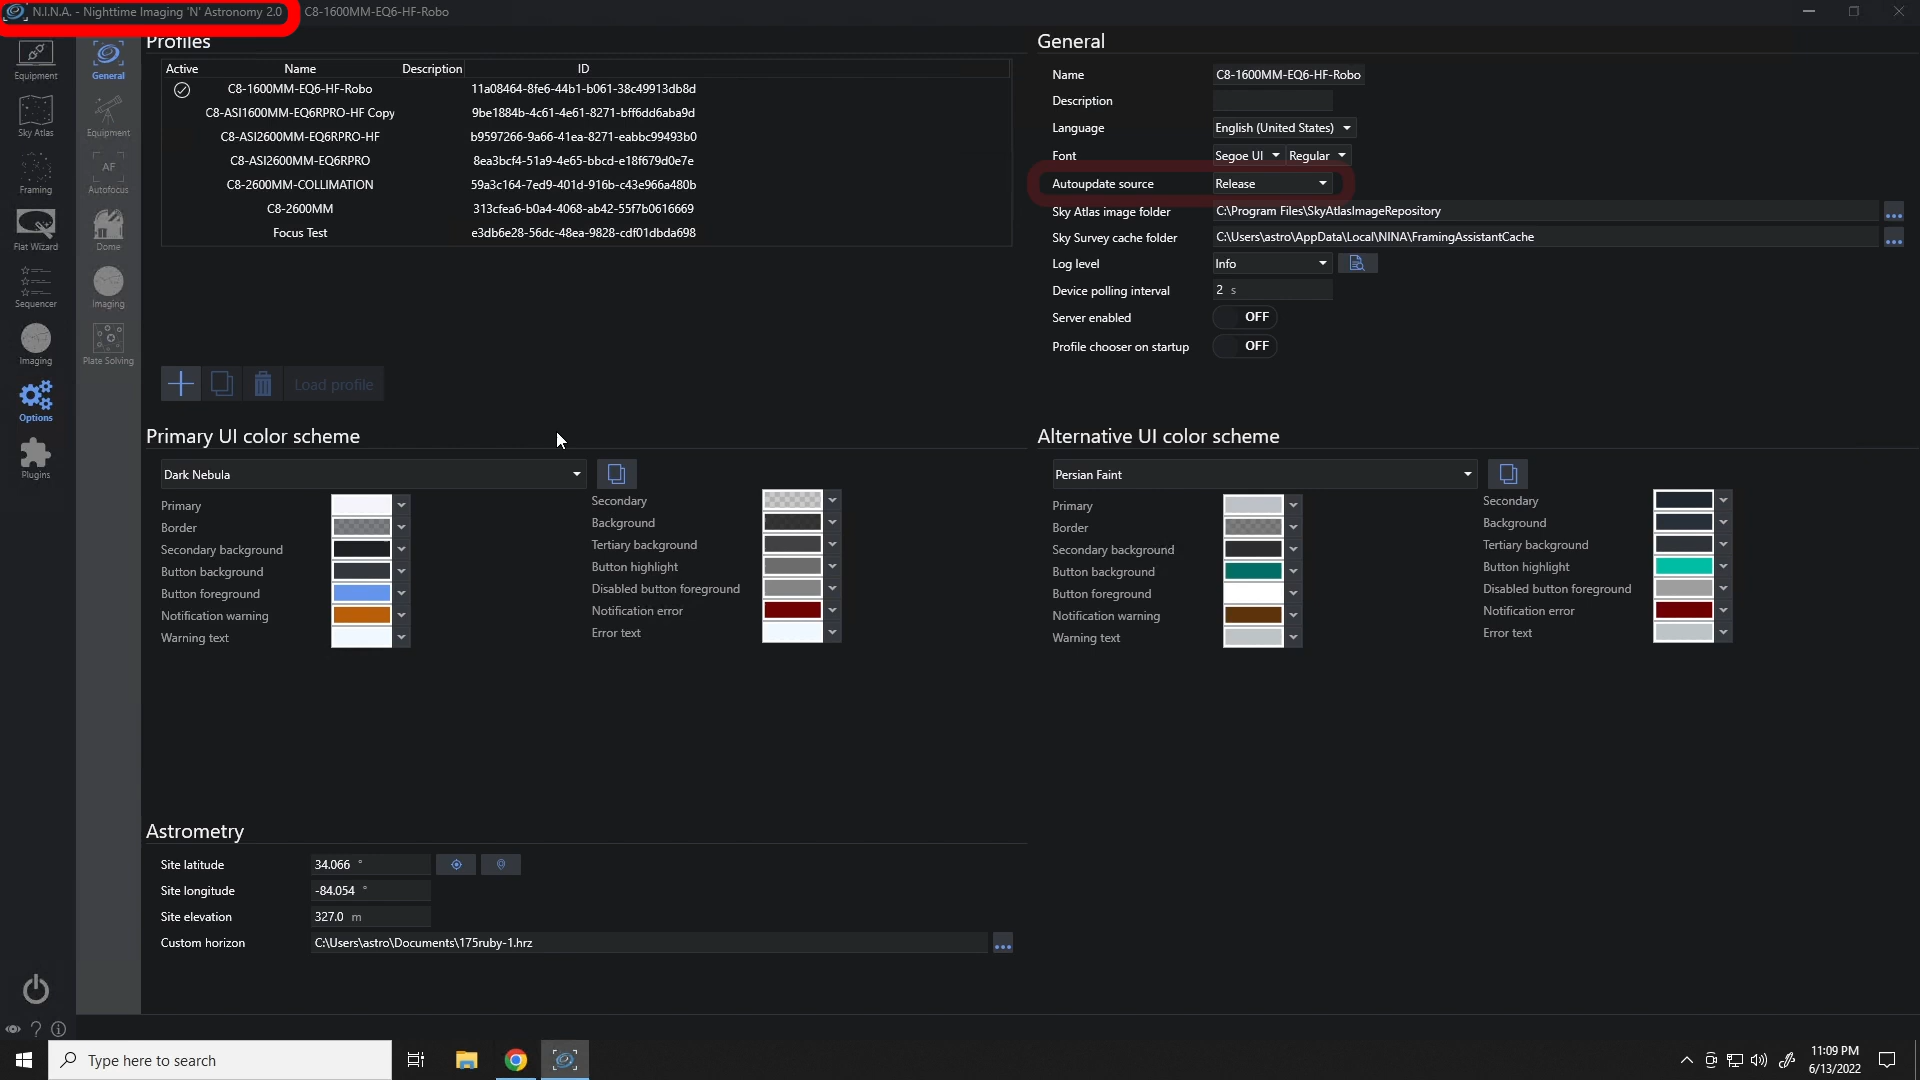 N.I.N.A. - Nighttime Imaging 'N' Astronomy 2.0 C8-1600MM-EQ6-HF-Robo
Equipment
Sky Atlas
Framing
Flat Wizard
Sequencer
Imaging
Options
Plugins
General
Equipment
AF
Autofocus
Dome
Imaging
Plate Solving
Profiles
Active Name Description ID
C8-1600MM-EQ6-HF-Robo 11a08464-8fe6-44b1-b061-38c49913db8d
C8-ASI1600MM-EQ6RPRO-HF Copy 9be1884b-4c61-4e61-8271-bff6dd6aba9d
C8-ASI2600MM-EQ6RPRO-HF b9597266-9a66-41ea-8271-eabbc99493b0
C8-ASI2600MM-EQ6RPRO 8ea3bcf4-51a9-4e65-bbcd-e18f679d0e7e
C8-2600MM-COLLIMATION 59a3c164-7ed9-401d-916b-c43e966a480b
C8-2600MM 313cfea6-b0a4-4068-ab42-55f7b0616669
Focus Test e3db6e28-56dc-48ea-9828-cdf01dbda698
Load profile
General
Name C8-1600MM-EQ6-HF-Robo
Description
Language English (United States)
Font Segoe UI Regular
Autoupdate source Release
Sky Atlas image folder C:\Program Files\SkyAtlasImageRepository
Sky Survey cache folder C:\Users\astro\AppData\Local\NINA\FramingAssistantCache
Log level Info
Device polling interval 2 s
Server enabled OFF
Profile chooser on startup OFF
Primary UI color scheme
Dark Nebula
Primary
Border
Secondary background
Button background
Button foreground
Notification warning
Warning text
Secondary
Background
Tertiary background
Button highlight
Disabled button foreground
Notification error
Error text
Alternative UI color scheme
Persian Faint
Primary
Border
Secondary background
Button background
Button foreground
Notification warning
Warning text
Secondary
Background
Tertiary background
Button highlight
Disabled button foreground
Notification error
Error text
Astrometry
Site latitude 34.066 °
Site longitude -84.054 °
Site elevation 327.0 m
Custom horizon C:\Users\astro\Documents\175ruby-1.hrz
Type here to search
11:09 PM
6/13/2022